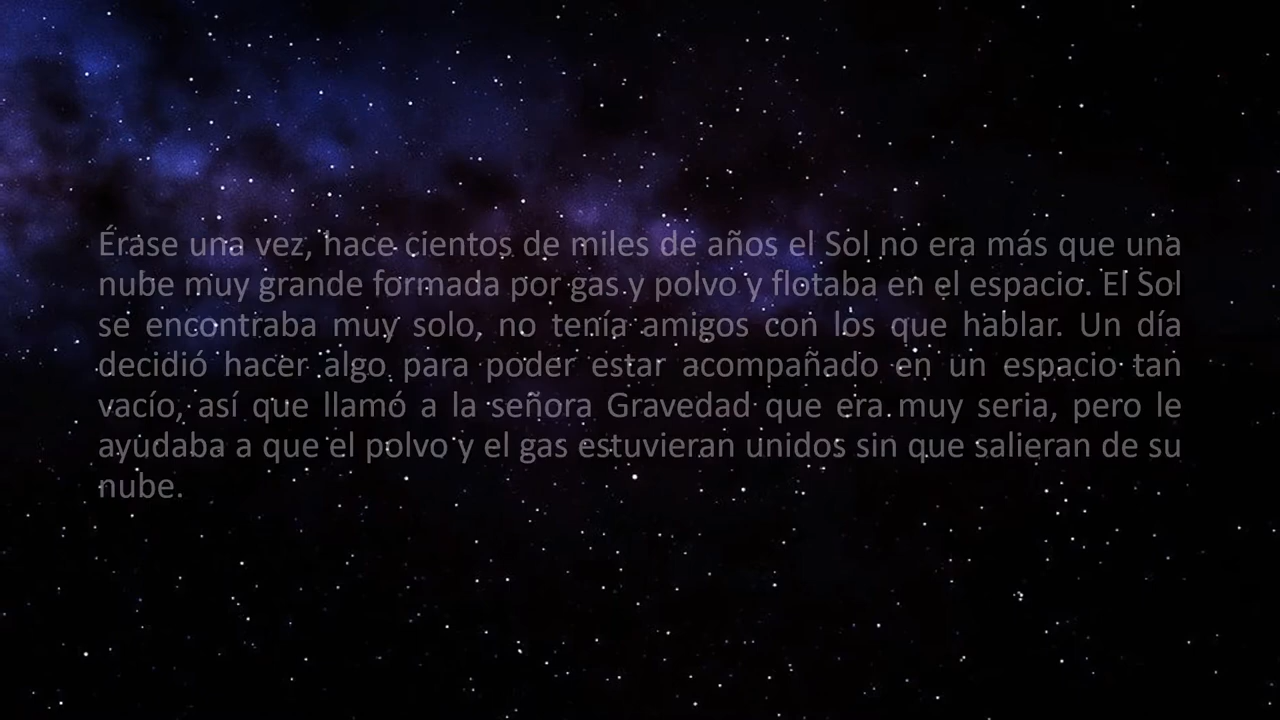 Érase una vez, hace cientos de miles de años el Sol no era más que una
nube muy grande formada por gas y polvo y flotaba en el espacio. El Sol
se encontraba muy solo, no tenía amigos con los que hablar. Un día
decidió hacer algo para poder estar acompañado en un espacio tan
vacío, así que llamó a la señora Gravedad que era muy seria, pero le
ayudaba a que el polvo y el gas estuvieran unidos sin que salieran de su
nube.